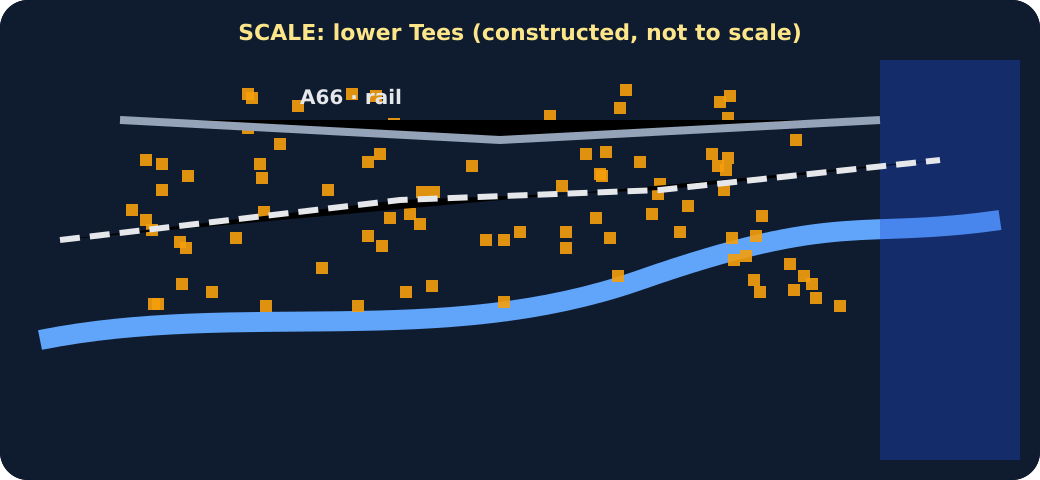 SCALE: lower Tees (constructed, not to scale)
A66 · rail